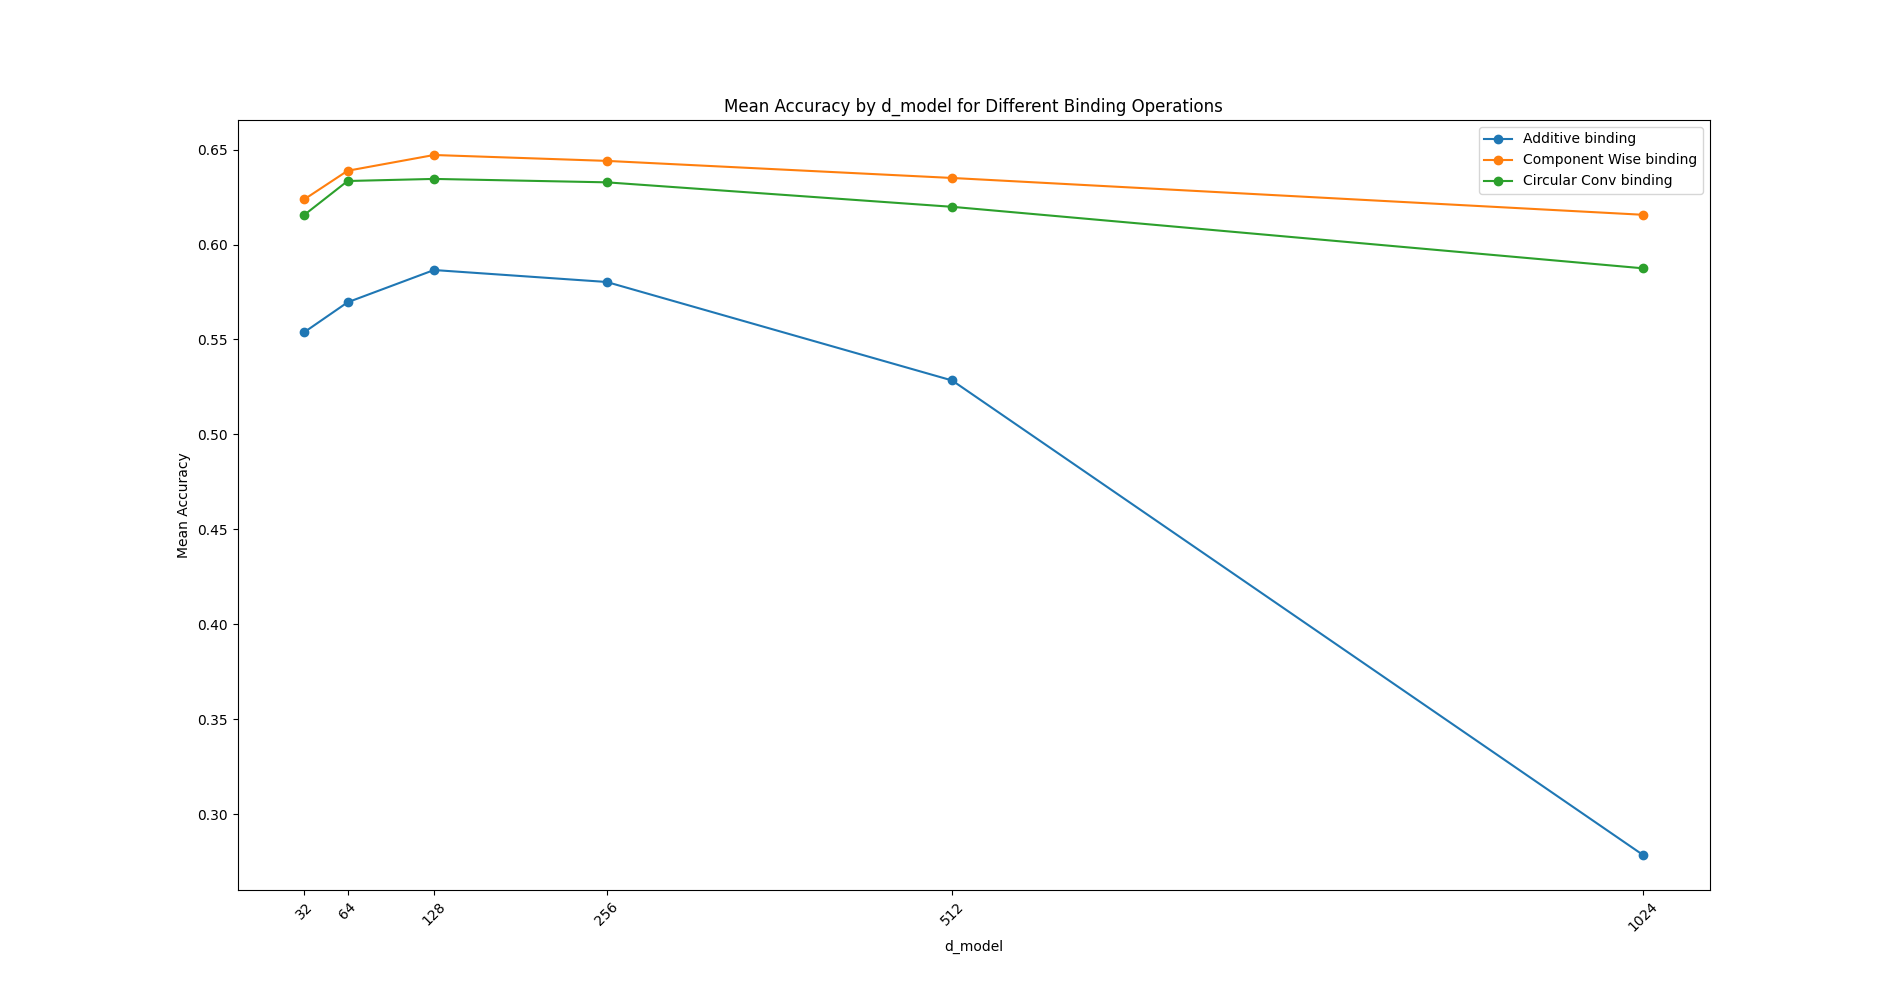 Mean Accuracy by d_model for Different Binding Operations
Additive binding
Component Wise binding
Circular Conv binding
Mean Accuracy
0.65
0.60
0.55
0.50
0.45
0.40
0.35
0.30
32 64 128 256 512 1024
d_model